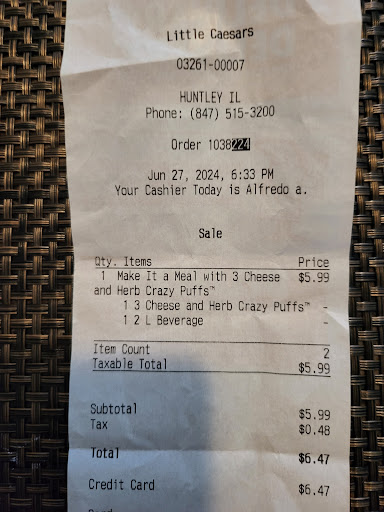 Little Caesars
03261-00007
HUNTLEY IL
Phone: (847) 515-3200
Order 1038224
Jun 27, 2024, 6:33 PM
Your Cashier Today is Alfredo a.
Sale
Qty. Items Price
1 Make It a Meal with 3 Cheese $5.99
and Herb Crazy Puffs™
1 3 Cheese and Herb Crazy Puffs™ -
1 2 L Beverage -
Item Count 2
Taxable Total $5.99
Subtotal $5.99
Tax $0.48
Total $6.47
Credit Card $6.47